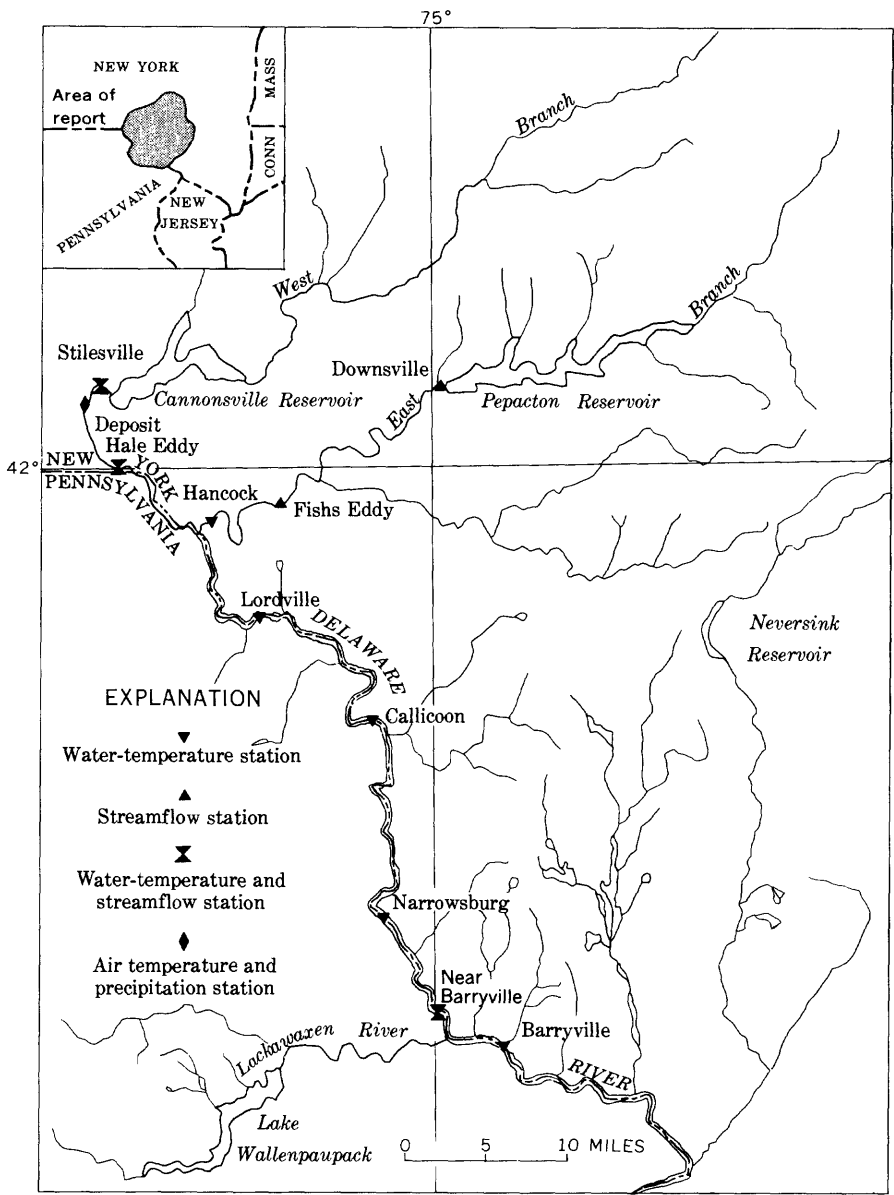 75°
NEW YORK
Area of
report
MASS
CONN
PENNSYLVANIA
NEW
JERSEY
Branch
West
Branch
Stilesville
Downsville
Cannonsville Reservoir
East
Pepacton Reservoir
Deposit
Hale Eddy
42°
NEW YORK
PENNSYLVANIA
Hancock
Fishs Eddy
Lordville
DELAWARE
Neversink
Reservoir
EXPLANATION
Callicoon
Water-temperature station
Streamflow station
Water-temperature and
streamflow station
Narrowsburg
Air temperature and
precipitation station
Near
Barryville
Lackawaxen River
Barryville
RIVER
Lake
Wallenpaupack
0 5 10 MILES